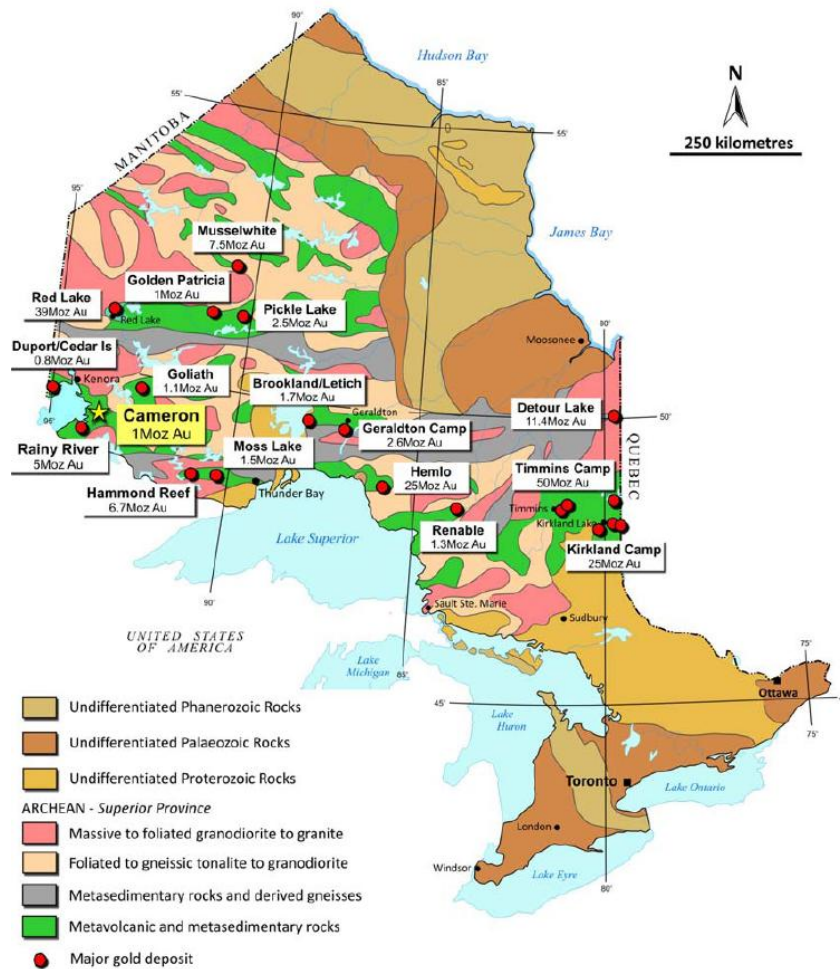 90°
Hudson Bay
85°
N
250 kilometres
55°
55°
MANITOBA
95°
James Bay
Musselwhite
7.5Moz Au
Golden Patricia
1Moz Au
Red Lake
39Moz Au
Red Lake
Pickle Lake
2.5Moz Au
80°
Moosonee
Duport/Cedar Is
0.8Moz Au
Kenora
Goliath
1.1Moz Au
Brookland/Letich
1.7Moz Au
Cameron
1Moz Au
Geraldton
Geraldton Camp
2.6Moz Au
Detour Lake
11.4Moz Au
50°
95°
QUEBEC
Rainy River
5Moz Au
Moss Lake
1.5Moz Au
Hemlo
25Moz Au
Timmins Camp
50Moz Au
Hammond Reef
6.7Moz Au
Thunder Bay
Timmins
Kirkland Lake
Renable
1.3Moz Au
Kirkland Camp
25Moz Au
Lake Superior
90°
Sault Ste. Marie
Sudbury
UNITED STATES
OF AMERICA
Lake
Michigan
85°
75°
Ottawa
45°
75°
Lake
Huron
Toronto
Lake Ontario
London
Windsor
Lake Eyre
80°
Undifferentiated Phanerozoic Rocks
Undifferentiated Palaeozoic Rocks
Undifferentiated Proterozoic Rocks
ARCHEAN - Superior Province
Massive to foliated granodiorite to granite
Foliated to gneissic tonalite to granodiorite
Metasedimentary rocks and derived gneisses
Metavolcanic and metasedimentary rocks
Major gold deposit